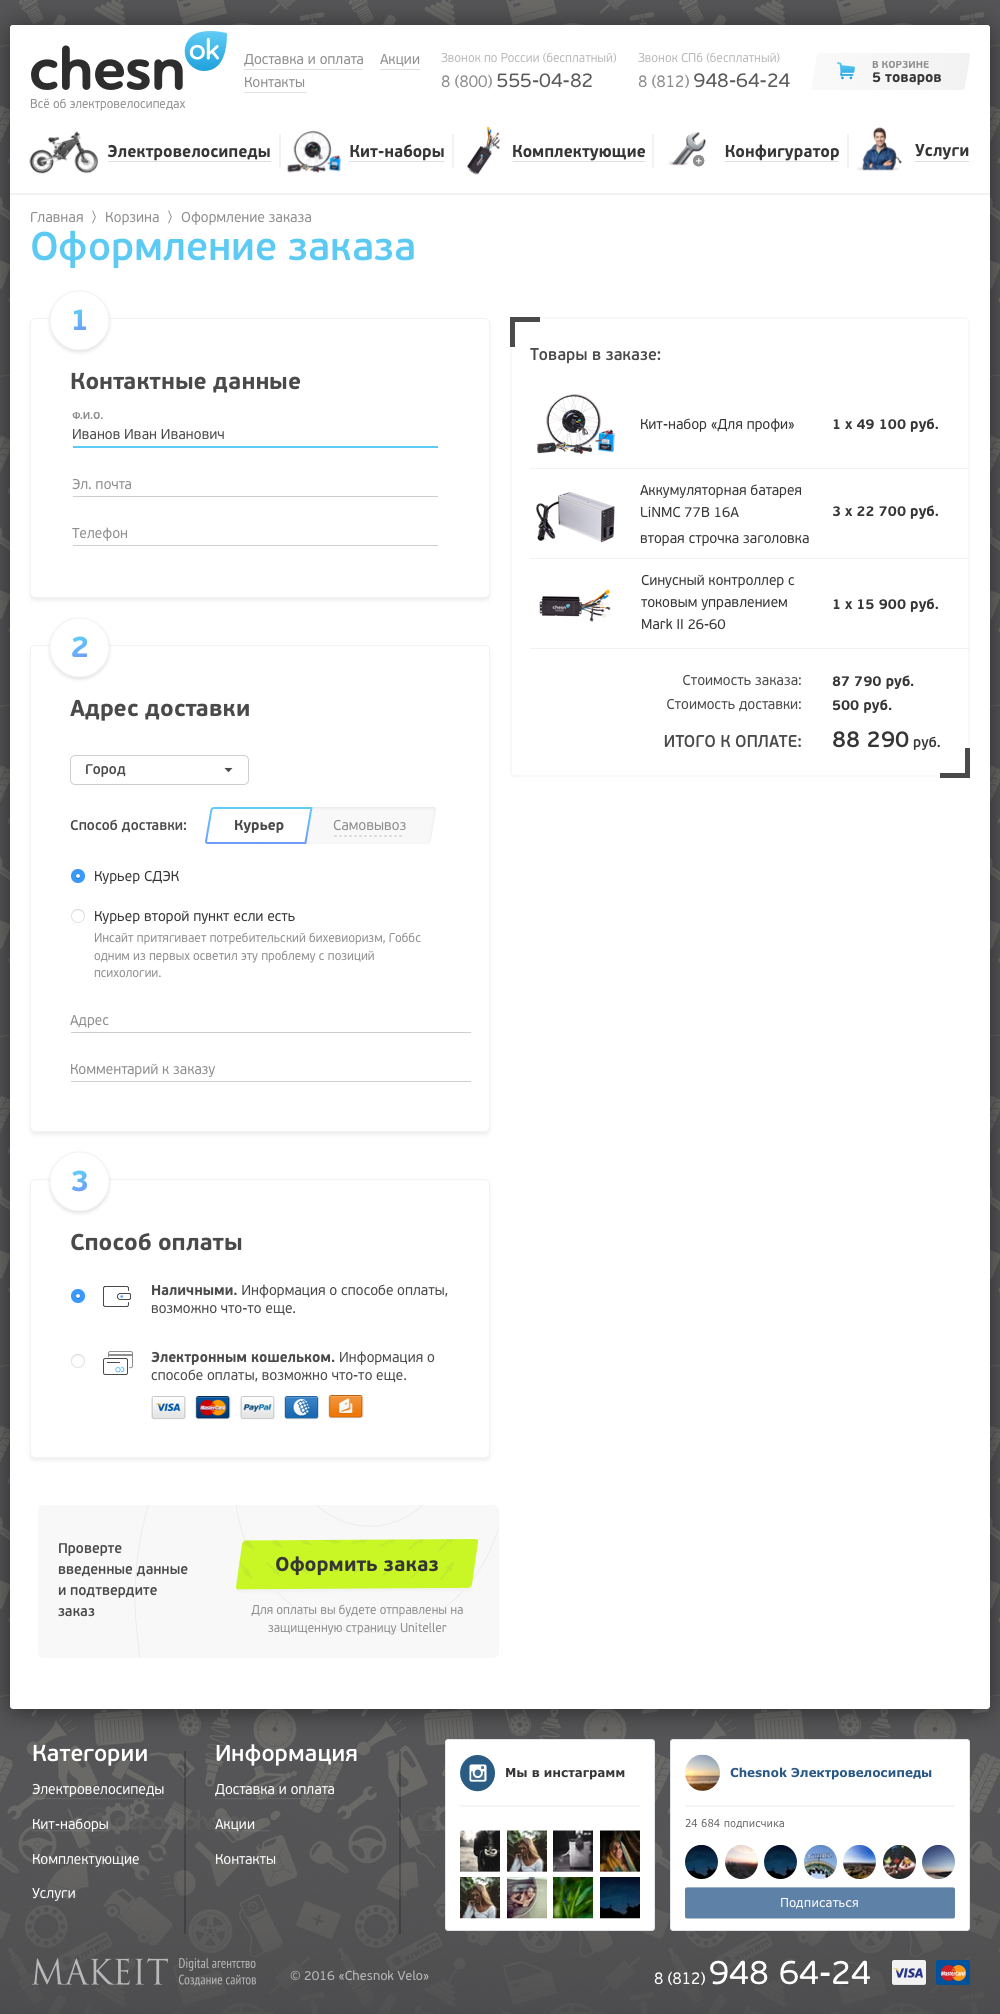 chesn ok
Всё об электровелосипедах
Доставка и оплата
Акции
Контакты
Звонок по России (бесплатный)
8 (800) 555-04-82
Звонок СПб (бесплатный)
8 (812) 948-64-24
В КОРЗИНЕ
5 товаров
Электровелосипеды
Кит-наборы
Комплектующие
Конфигуратор
Услуги
Главная 〉 Корзина 〉 Оформление заказа
Оформление заказа
1
Контактные данные
Ф.И.О.
Иванов Иван Иванович
Эл. почта
Телефон
2
Адрес доставки
Город
Способ доставки:
Курьер
Самовывоз
Курьер СДЭК
Курьер второй пункт если есть
Инсайт притягивает потребительский бихевиоризм, Гоббс
одним из первых осветил эту проблему с позиций
психологии.
Адрес
Комментарий к заказу
3
Способ оплаты
Наличными. Информация о способе оплаты,
возможно что-то еще.
Электронным кошельком. Информация о
способе оплаты, возможно что-то еще.
VISA
MasterCard
PayPal
Проверте
введенные данные
и подтвердите
заказ
Оформить заказ
Для оплаты вы будете отправлены на
защищенную страницу Uniteller
Товары в заказе:
Кит-набор «Для профи»
1 x 49 100 руб.
Аккумуляторная батарея
LiNMC 77В 16А
вторая строчка заголовка
3 x 22 700 руб.
chesn
Синусный контроллер с
токовым управлением
Mark II 26-60
1 x 15 900 руб.
Стоимость заказа:
87 790 руб.
Стоимость доставки:
500 руб.
ИТОГО К ОПЛАТЕ:
88 290 руб.
Категории
Электровелосипеды
Кит-наборы
Комплектующие
Услуги
Информация
Доставка и оплата
Акции
Контакты
Мы в инстаграмм
Chesnok Электровелосипеды
24 684 подписчика
Подписаться
MAKEIT
Digital агентство
Создание сайтов
© 2016 «Chesnok Velo»
8 (812) 948 64-24
VISA
MasterCard